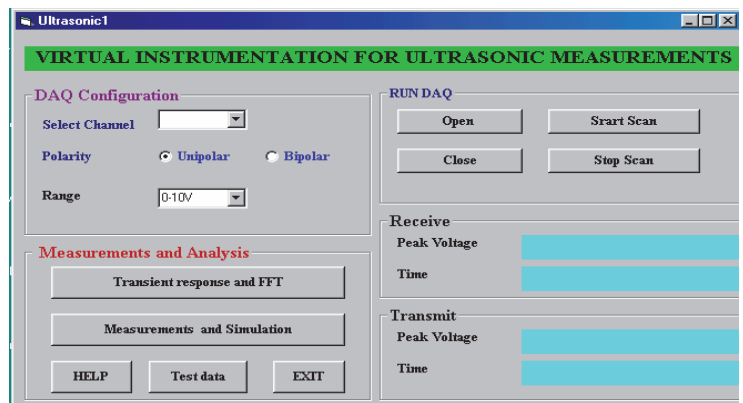 Ultrasonic1
VIRTUAL INSTRUMENTATION FOR ULTRASONIC MEASUREMENTS
DAQ Configuration
Select Channel
Polarity
Unipolar
Bipolar
Range
0-10V
Measurements and Analysis
Transient response and FFT
Measurements and Simulation
HELP
Test data
EXIT
RUN DAQ
Open
Srart Scan
Close
Stop Scan
Receive
Peak Voltage
Time
Transmit
Peak Voltage
Time